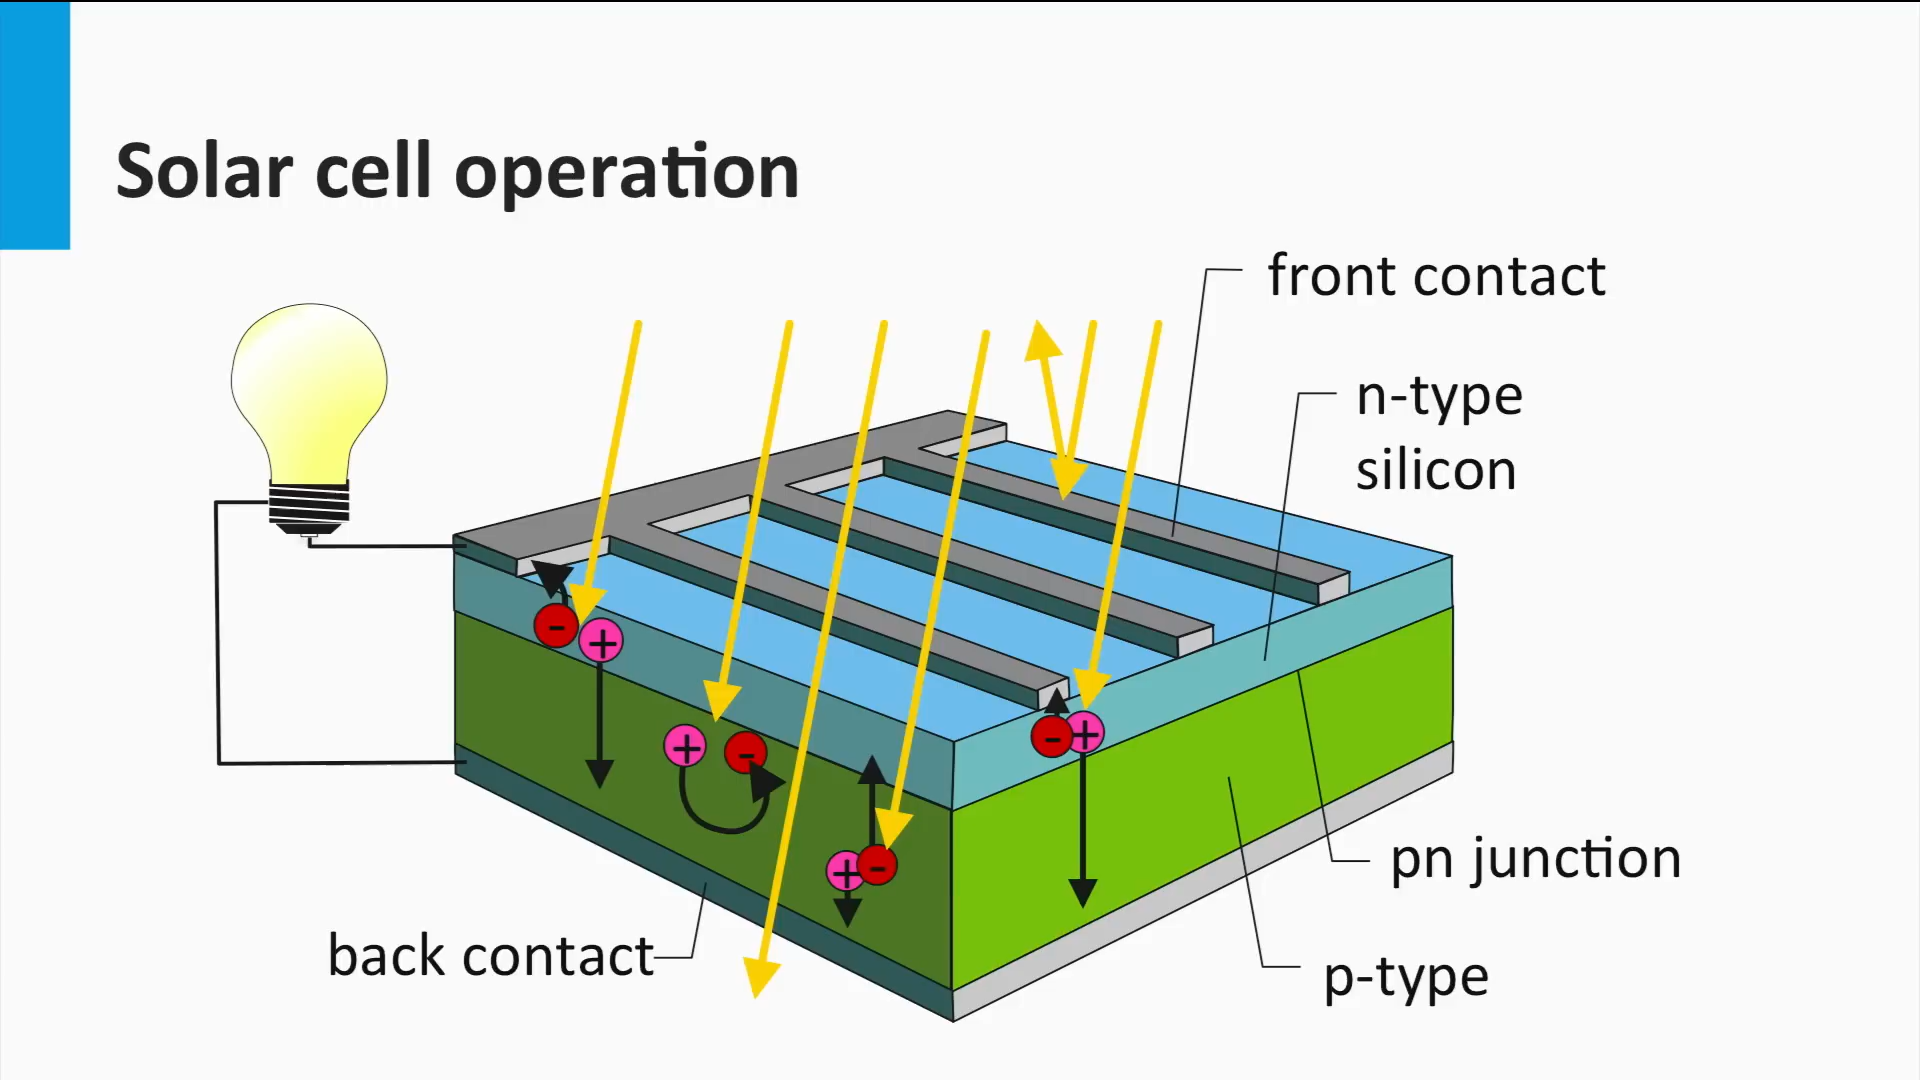 Solar cell operation
front contact
n-type
silicon
+
-
+
-
-
+
+
-
pn junction
back contact
p-type